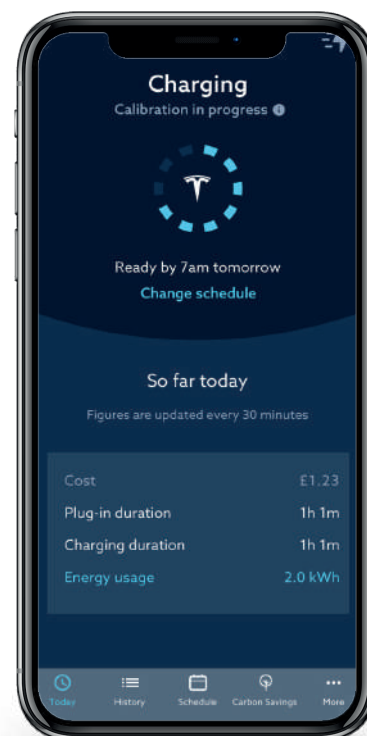 Charging
Calibration in progress
Ready by 7am tomorrow
Change schedule
So far today
Figures are updated every 30 minutes
Cost £1.23
Plug-in duration 1h 1m
Charging duration 1h 1m
Energy usage 2.0 kWh
Today History Schedule Carbon Savings More